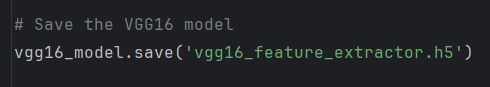 # Save the VGG16 model
vgg16_model.save('vgg16_feature_extractor.h5')